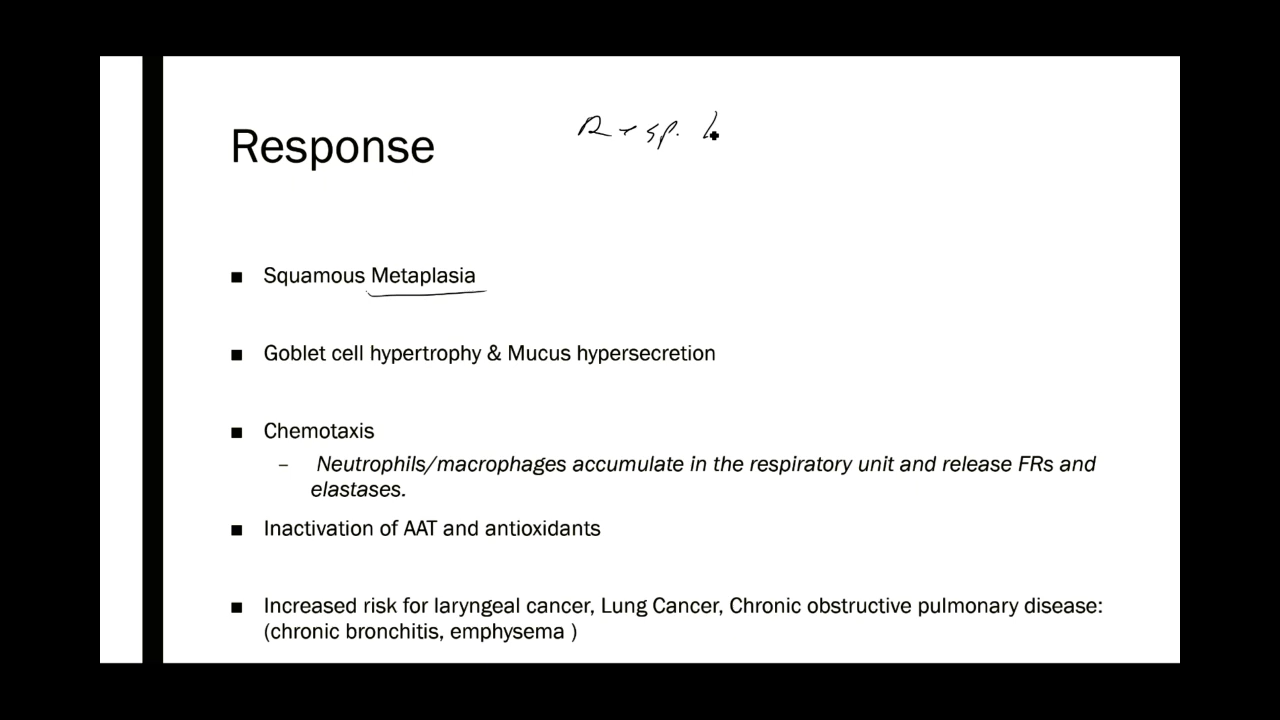 Response
Resp.
■ Squamous Metaplasia
■ Goblet cell hypertrophy & Mucus hypersecretion
■ Chemotaxis
– Neutrophils/macrophages accumulate in the respiratory unit and release FRs and
elastases.
■ Inactivation of AAT and antioxidants
■ Increased risk for laryngeal cancer, Lung Cancer, Chronic obstructive pulmonary disease:
(chronic bronchitis, emphysema )